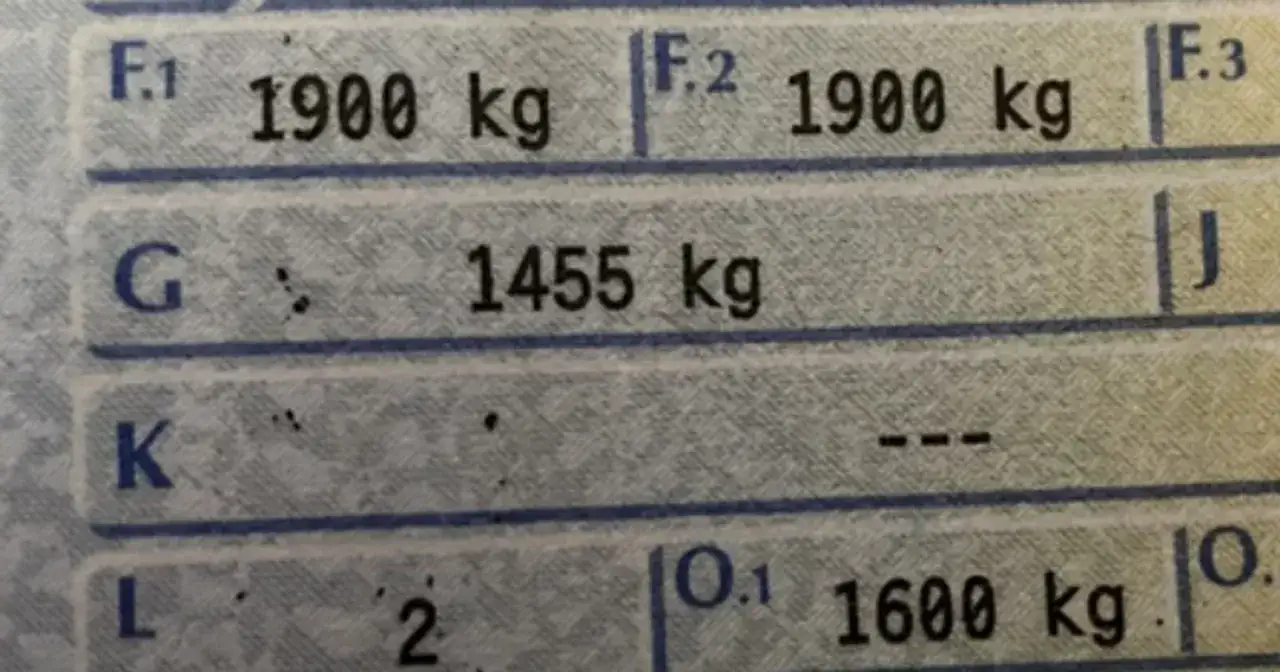 F.1 1900 kg F.2 1900 kg F.3
G 1455 kg J
K ---
L 2 O.1 1600 kg O.